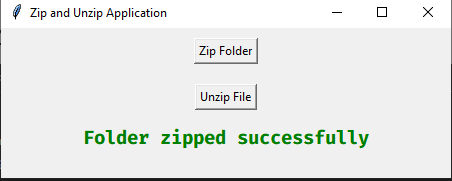 Zip and Unzip Application
Zip Folder
Unzip File
Folder zipped successfully